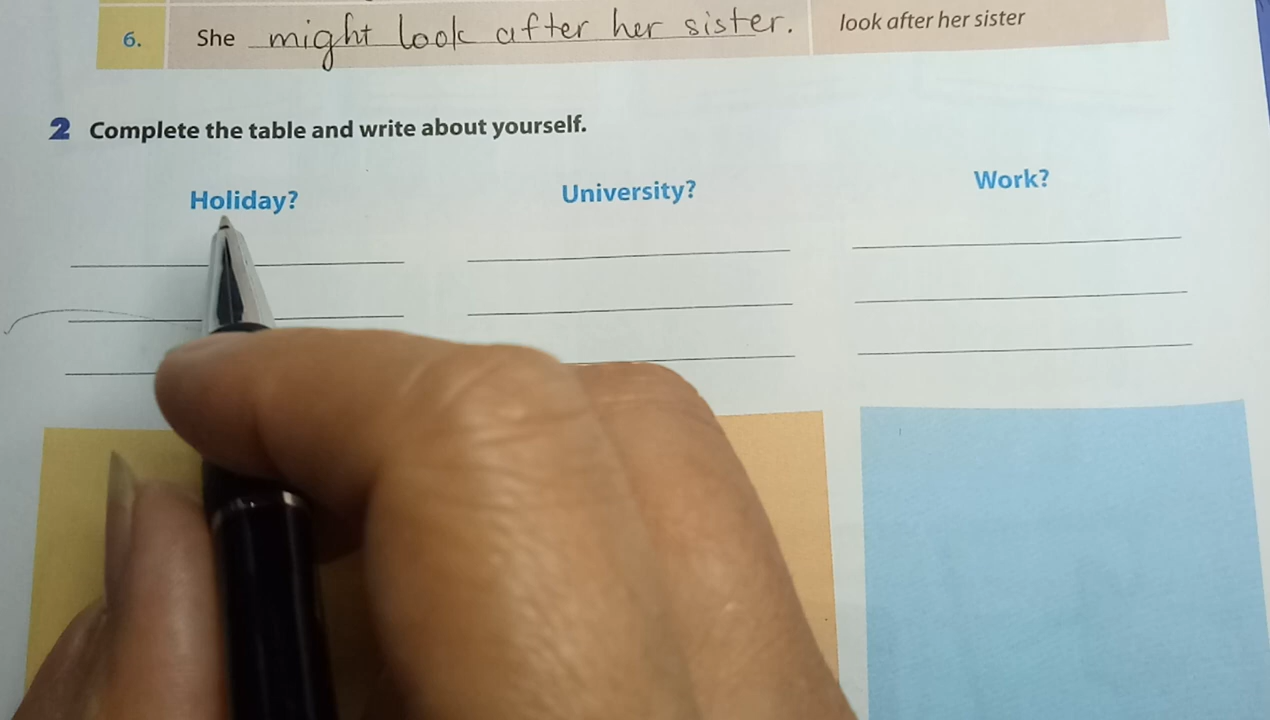 6. She might look after her sister. look after her sister
2 Complete the table and write about yourself.
Holiday? University? Work?